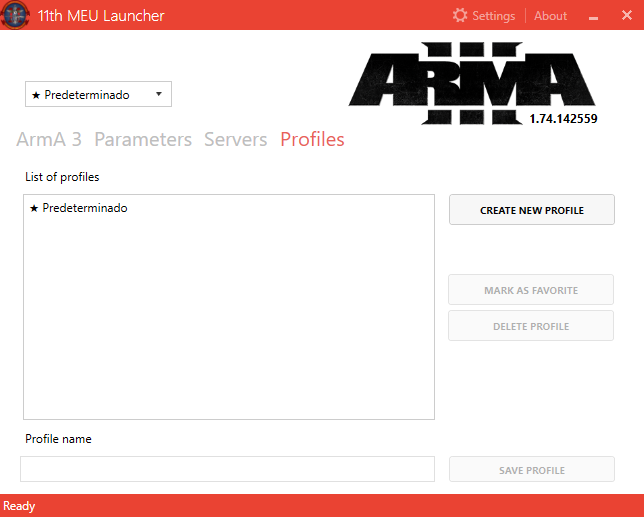 11th MEU Launcher
Settings
About
★ Predeterminado
ARMA III
1.74.142559
ArmA 3 Parameters Servers Profiles
List of profiles
★ Predeterminado
CREATE NEW PROFILE
MARK AS FAVORITE
DELETE PROFILE
Profile name
SAVE PROFILE
Ready